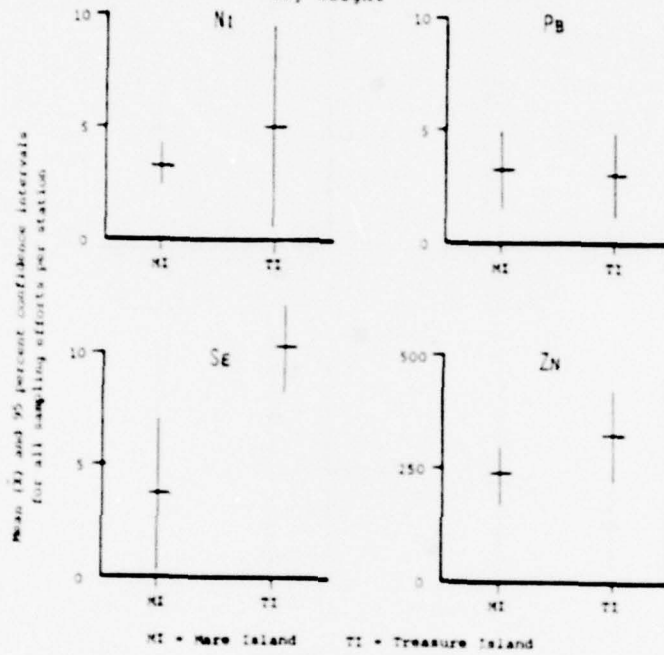 10 Ni
5
0
MI TI
10 PB
5
0
MI TI
Mean (X̄) and 95 percent confidence intervals
for all sampling efforts per station
10 SE
5
0
MI TI
500 ZN
250
0
MI TI
MI = Mare Island TI = Treasure Island